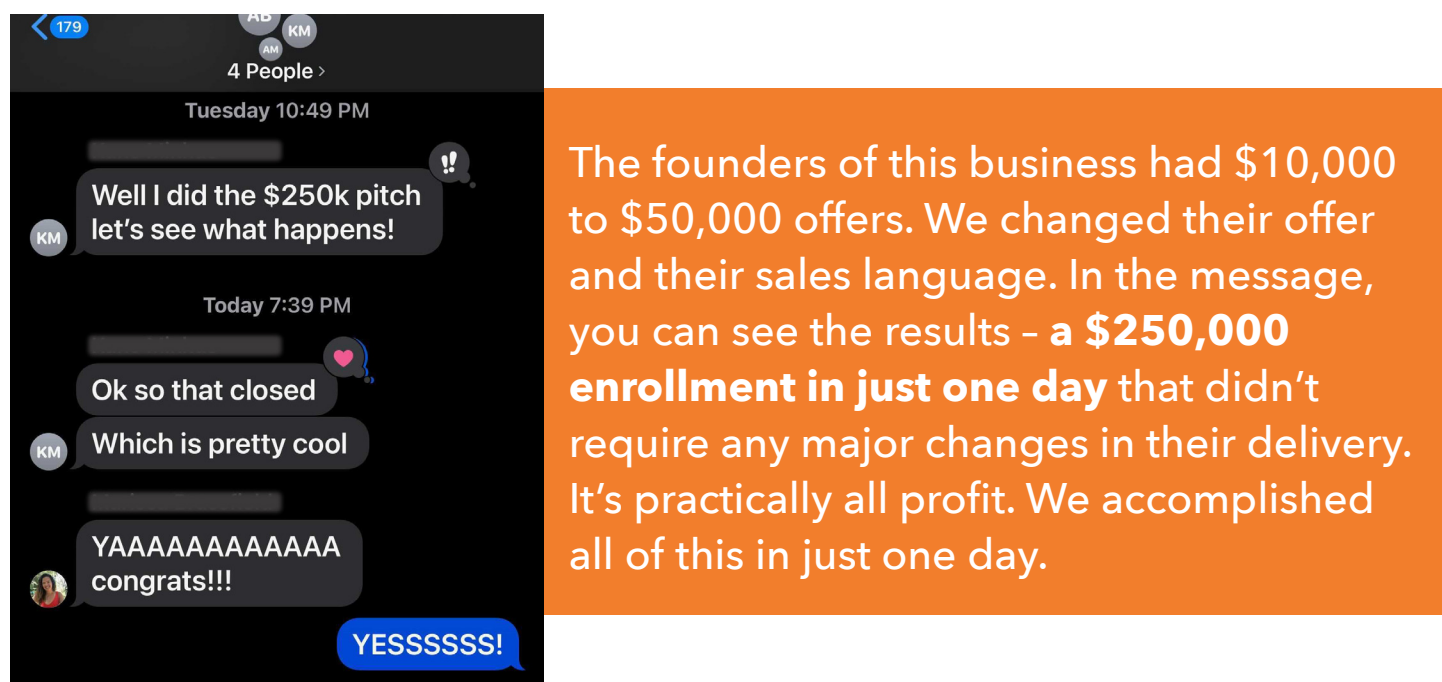 179
AB
KM
AM
4 People >
Tuesday 10:49 PM
Well I did the $250k pitch
let's see what happens!
KM
Today 7:39 PM
Ok so that closed
Which is pretty cool
KM
YAAAAAAAAAAAA
congrats!!!
YESSSSSS!
The founders of this business had $10,000
to $50,000 offers. We changed their offer
and their sales language. In the message,
you can see the results – a $250,000
enrollment in just one day that didn't
require any major changes in their delivery.
It's practically all profit. We accomplished
all of this in just one day.